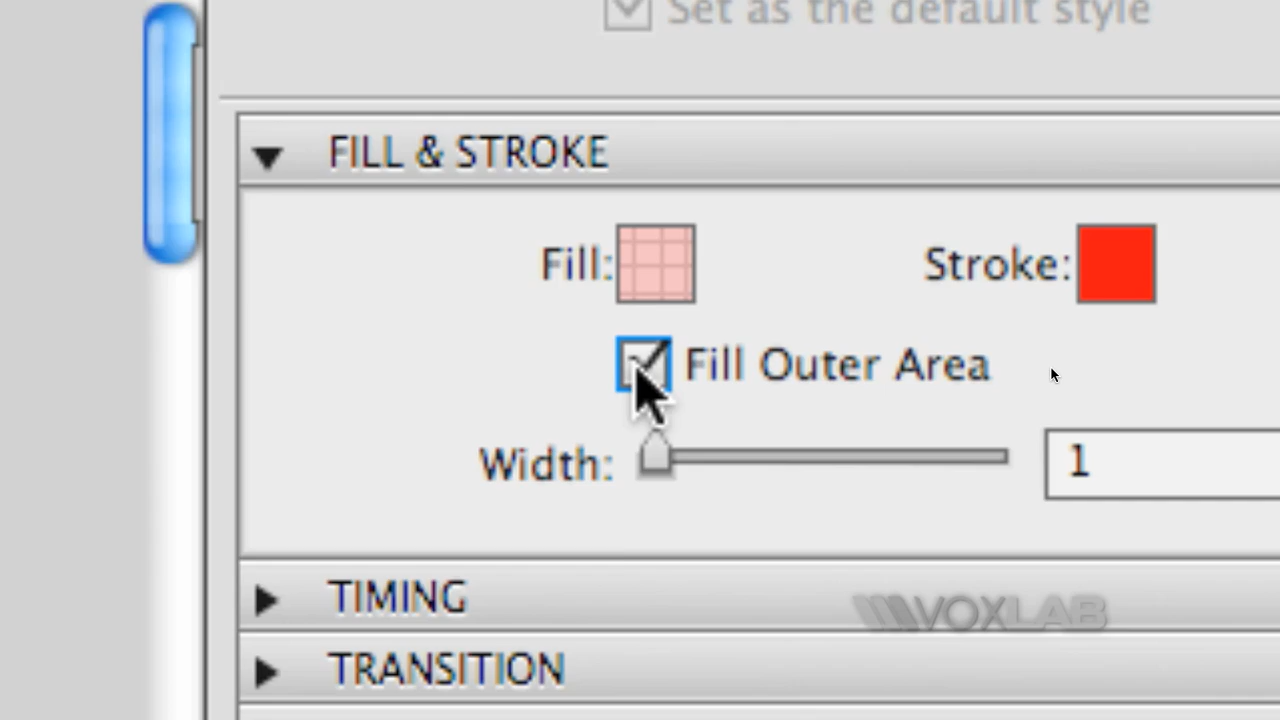 Set as the default style
FILL & STROKE
Fill: Stroke:
Fill Outer Area
Width: 1
TIMING
VOXLAB
TRANSITION